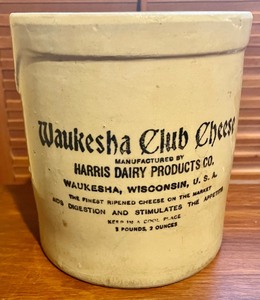 Waukesha Club Cheese
MANUFACTURED BY
HARRIS DAIRY PRODUCTS CO.
WAUKESHA, WISCONSIN, U. S. A.
THE FINEST RIPENED CHEESE ON THE MARKET
AIDS DIGESTION AND STIMULATES THE APPETITE
KEEP IN A COOL PLACE
5 POUNDS, 2 OUNCES